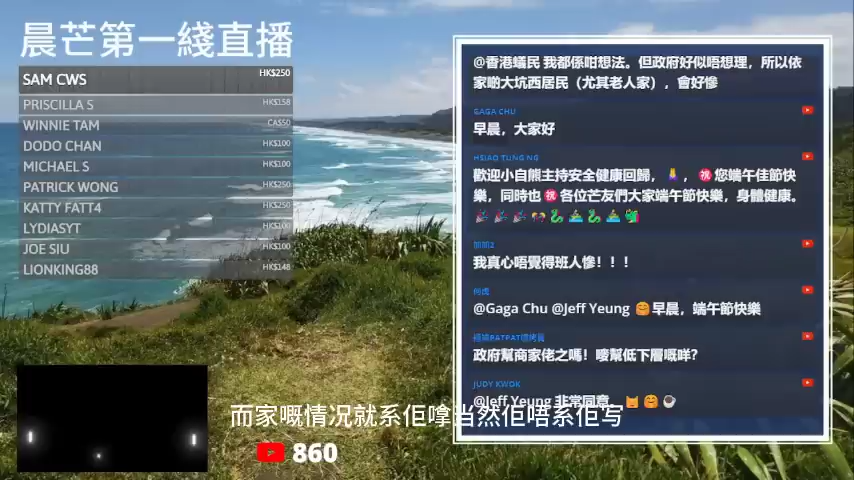 晨芒第一綫直播
SAM CWS HK$250
PRISCILLA S HK$158
WINNIE TAM CA$50
DODO CHAN HK$100
MICHAEL S HK$100
PATRICK WONG HK$250
KATTY FATT4 HK$250
LYDIASYT HK$100
JOE SIU HK$100
LIONKING88 HK$148
@香港蟻民 我都係咁想法。但政府好似唔想理，所以依
家啲大坑西居民（尤其老人家），會好慘
GAGA CHU
早晨，大家好
HSIAO TUNG NG
歡迎小自熊主持安全健康回歸，🙏，㊗️您端午佳節快
樂，同時也㊗️各位芒友們大家端午節快樂，身體健康。
我真心唔覺得班人慘！！！
何虞
@Gaga Chu @Jeff Yeung 🤗早晨，端午節快樂
政府幫商家佬之嗎！嘜幫低下層嘅咩？
JUDY KWOK
@Jeff Yeung 非常同意。
而家嘅情况就系佢嗱当然佢唔系佢写
860